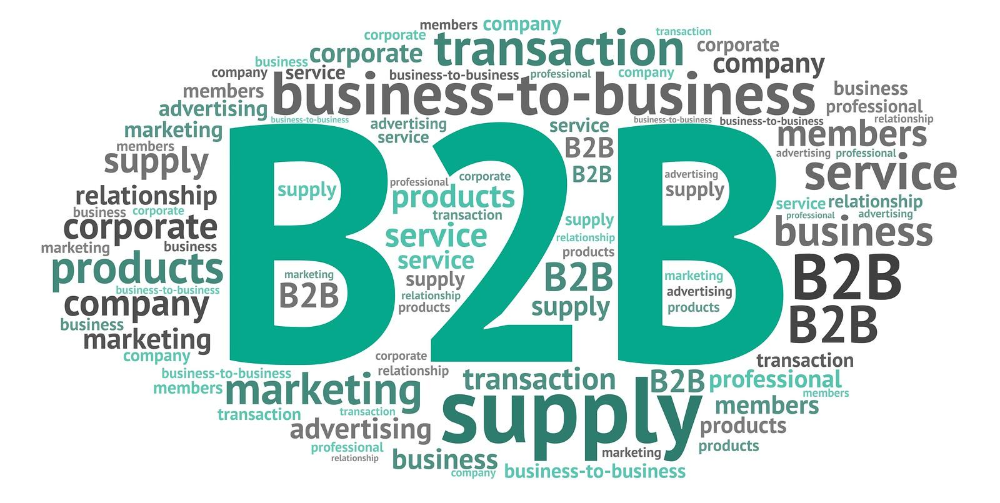 members company
corporate transaction transaction
corporate corporate
business company
company service business-to-business professional company
members business-to-business business
advertising professional
business-to-business business-to-business business-to-business relationship
marketing advertising service members
members service B2B advertising professional
supply B2B service
corporate advertising
professional
supply products supply
relationship service relationship
business corporate transaction professional advertising
corporate supply business
service relationship
marketing business products
products service B2B
marketing supply B2B marketing
business-to-business B2B relationship advertising
company products supply products
business B2B
marketing
company corporate transaction
business-to-business relationship transaction B2B professional
members marketing supply members
transaction transaction members
advertising products
professional marketing products
relationship business
company business-to-business
B2B